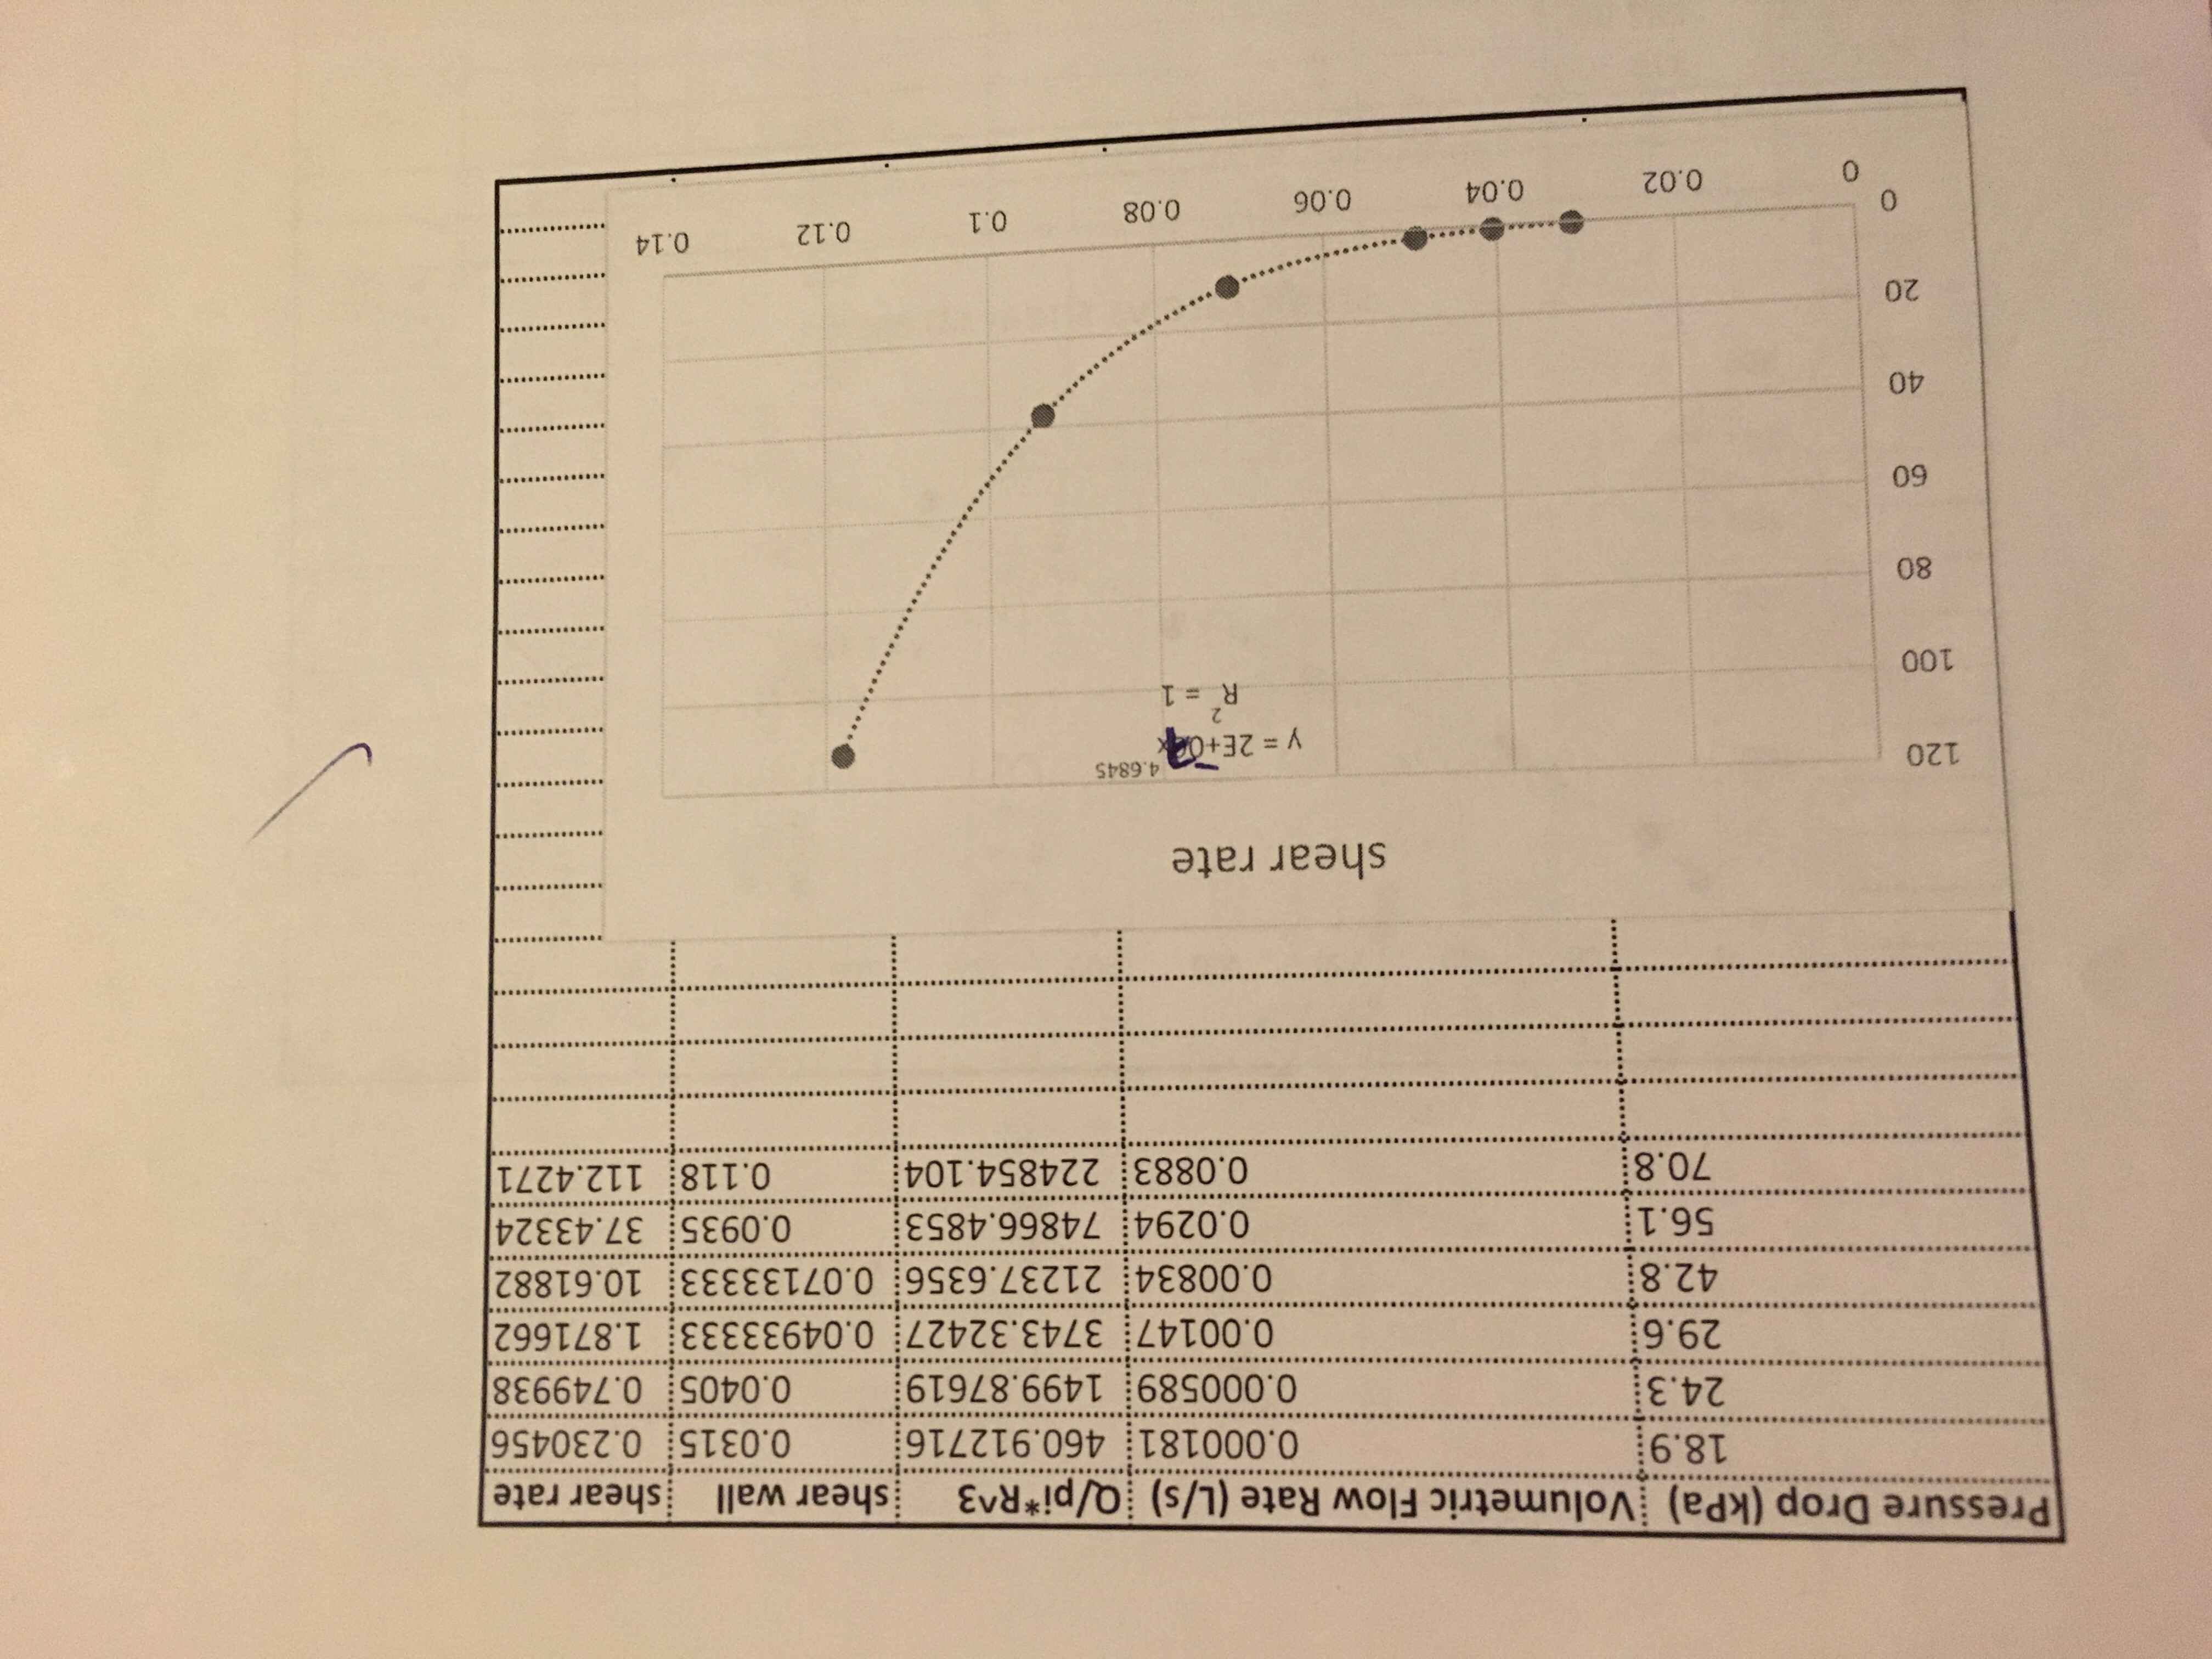 Pressure Drop (kPa) Volumetric Flow Rate (L/s) Q/pi*R^3 shear wall shear rate
18.9 0.000181 460.912716 0.0315 0.230456
24.3 0.000589 1499.87619 0.0405 0.749938
29.6 0.00147 3743.32427 0.04933333 1.871662
42.8 0.00834 21237.6356 0.07133333 10.61882
56.1 0.0294 74866.4853 0.0935 37.43324
70.8 0.0883 224854.104 0.118 112.4271
shear rate
y = 2E+0 x^4.6845
R² = 1
120
100
80
60
40
20
0
0 0.02 0.04 0.06 0.08 0.1 0.12 0.14